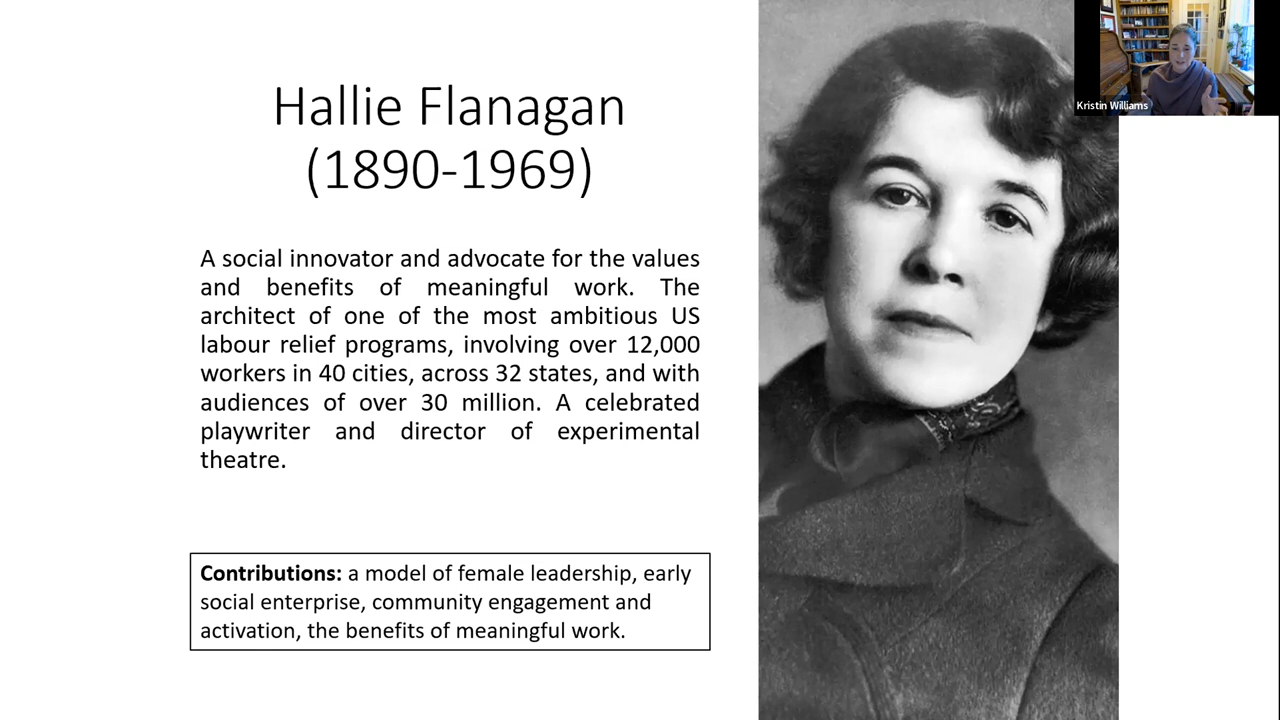 Hallie Flanagan
(1890-1969)
A social innovator and advocate for the values
and benefits of meaningful work. The
architect of one of the most ambitious US
labour relief programs, involving over 12,000
workers in 40 cities, across 32 states, and with
audiences of over 30 million. A celebrated
playwriter and director of experimental
theatre.
Contributions: a model of female leadership, early
social enterprise, community engagement and
activation, the benefits of meaningful work.
Kristin Williams